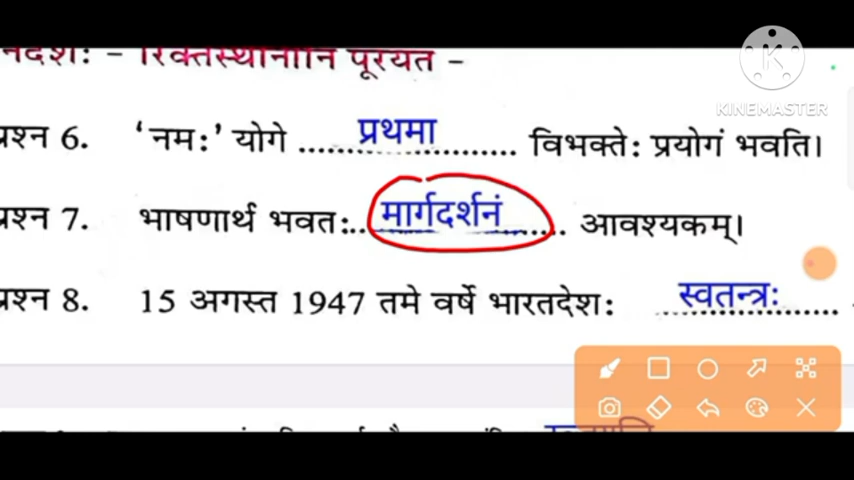 KINEMASTER
रिक्तस्थानानि पूरयत -
प्रश्न 6. 'नम:' योगे ....प्रथमा.... विभक्ते: प्रयोगं भवति।
प्रश्न 7. भाषणार्थ भवत:..मार्गदर्शनं.. आवश्यकम्।
प्रश्न 8. 15 अगस्त 1947 तमे वर्षे भारतदेश: ..स्वतन्त्रः..